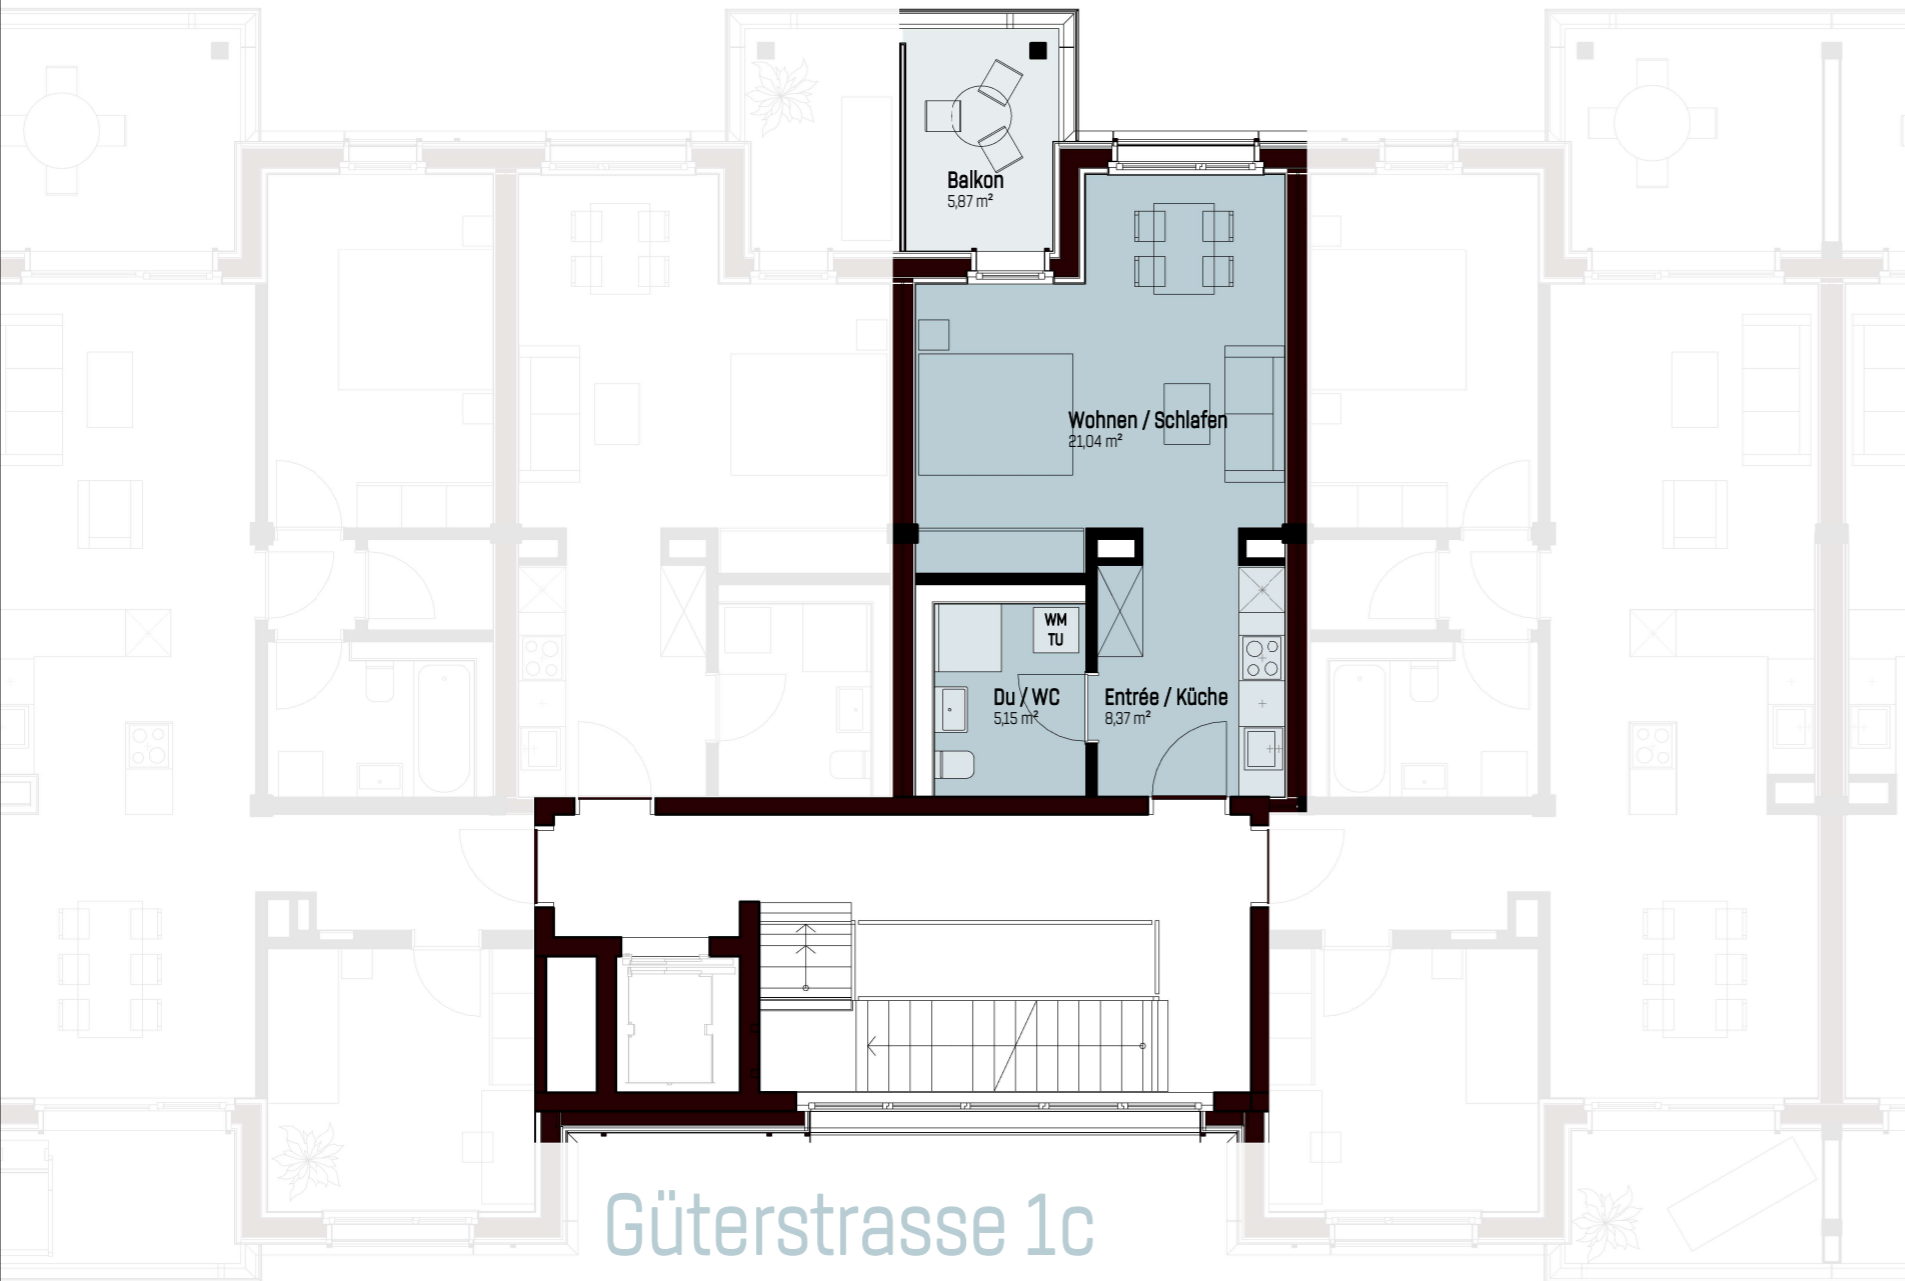 Balkon
5,87 m²
Wohnen / Schlafen
21,04 m²
WM
TU
Du / WC
5,15 m²
Entrée / Küche
8,37 m²
Güterstrasse 1c